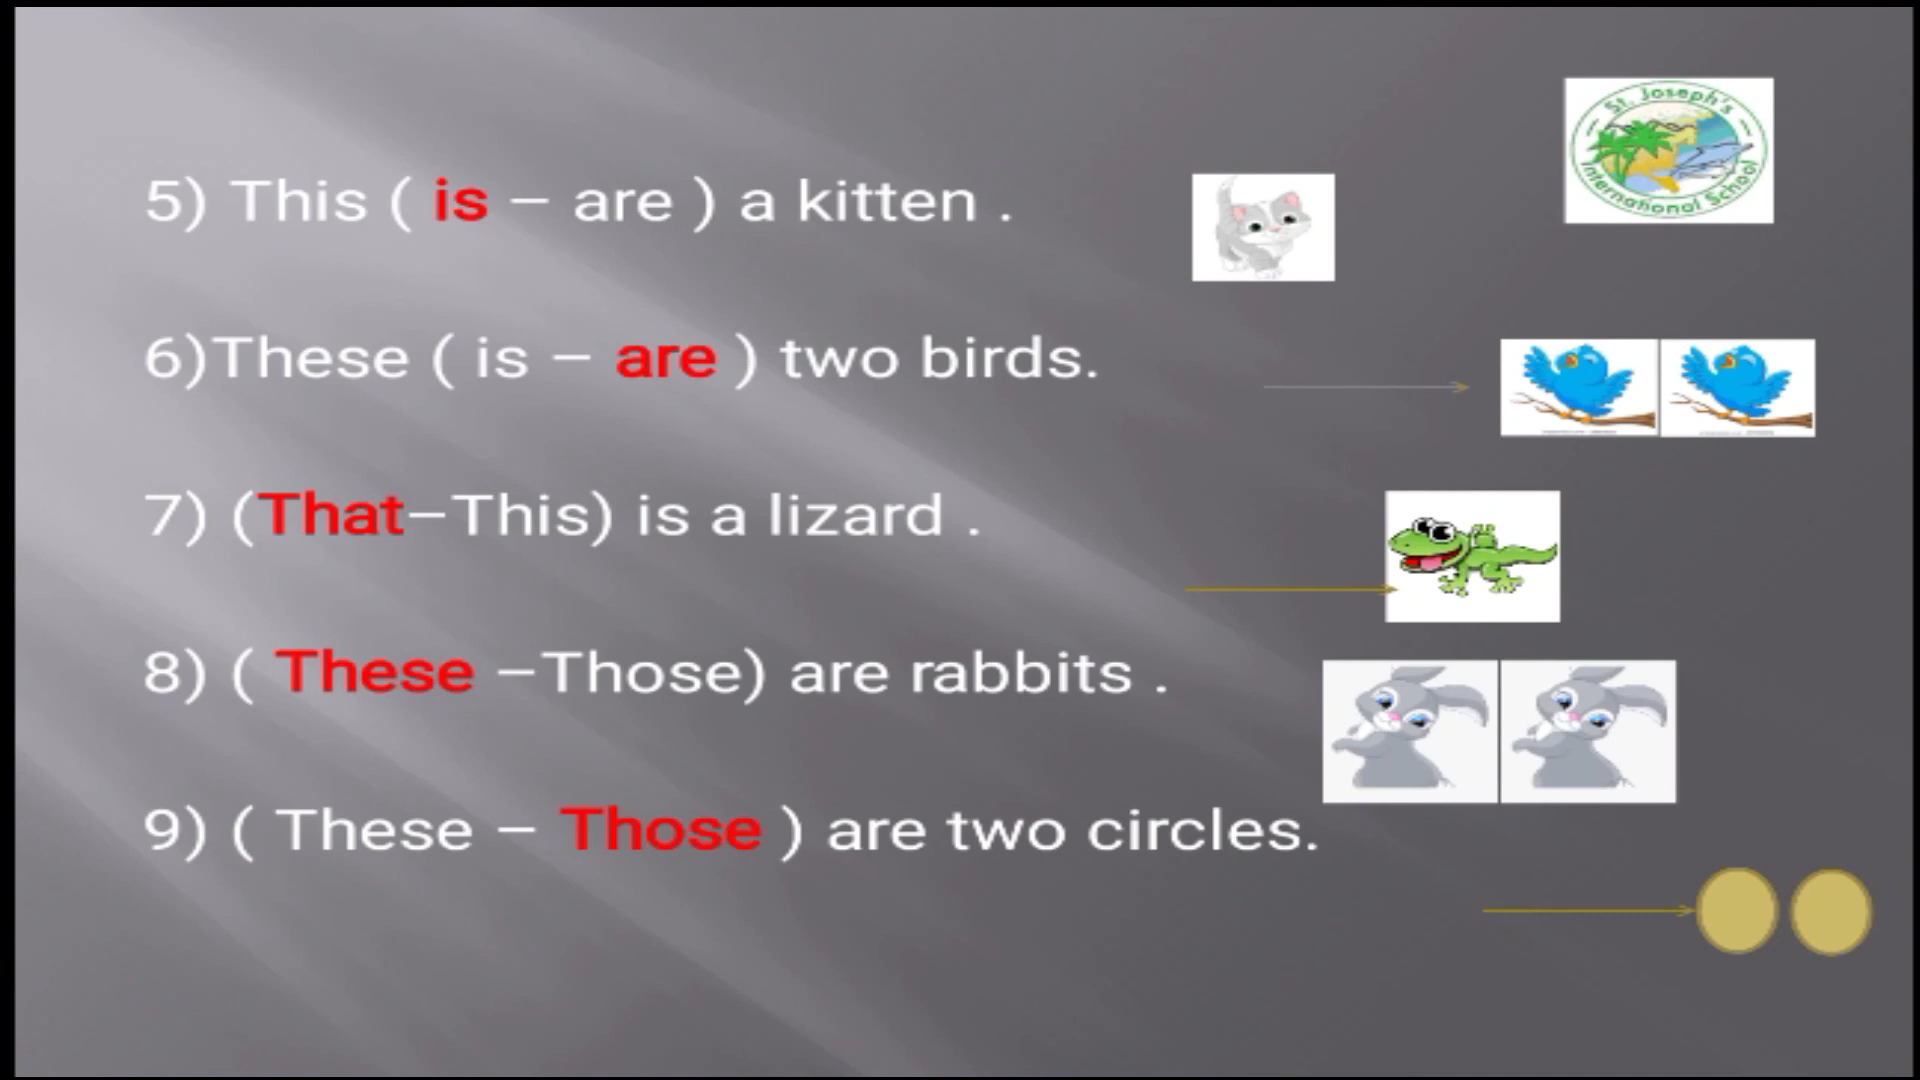 St. Joseph's
International School
5) This ( is – are ) a kitten .
6)These ( is – are ) two birds.
7) (That–This) is a lizard .
8) ( These –Those) are rabbits .
9) ( These – Those ) are two circles.